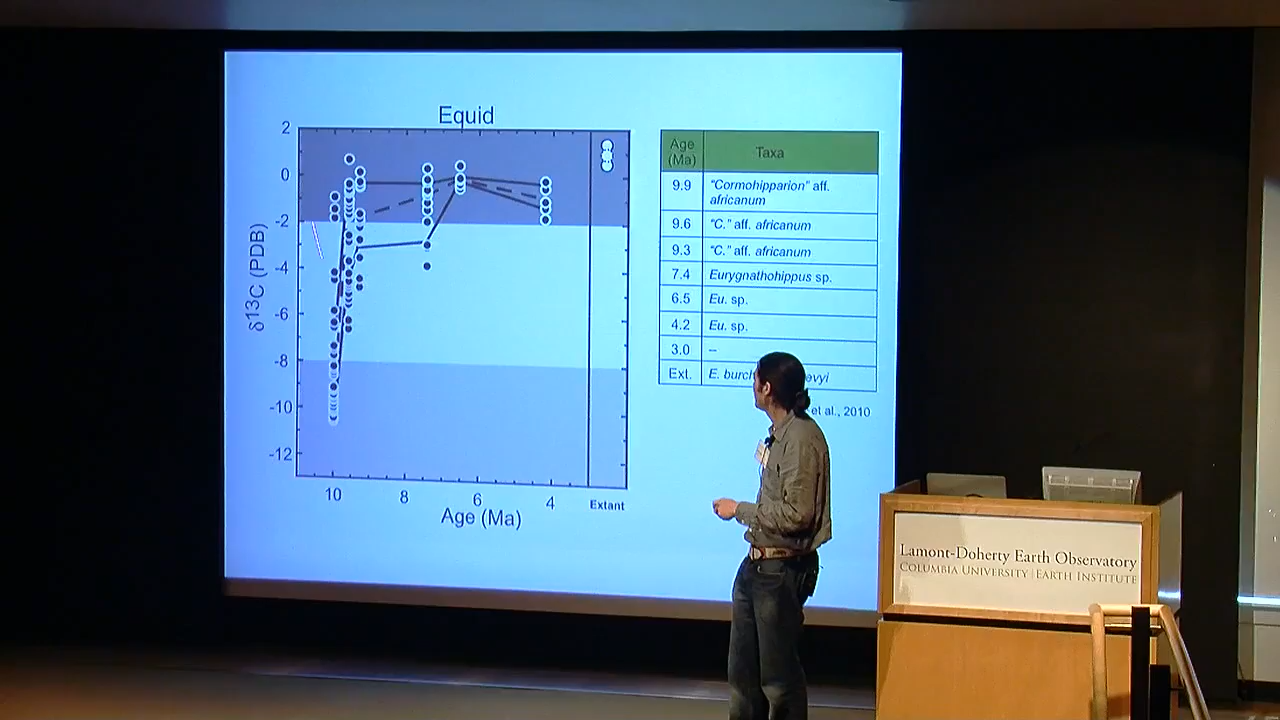 Equid
2
0
-2
-4
-6
-8
-10
-12
δ13C (PDB)
10 8 6 4 Extant
Age (Ma)
Age (Ma) Taxa
9.9 "Cormohipparion" aff. africanum
9.6 "C." aff. africanum
9.3 "C." aff. africanum
7.4 Eurygnathohippus sp.
6.5 Eu. sp.
4.2 Eu. sp.
3.0 –
Ext. E. burch evyi
et al., 2010
Lamont-Doherty Earth Observatory
COLUMBIA UNIVERSITY | EARTH INSTITUTE